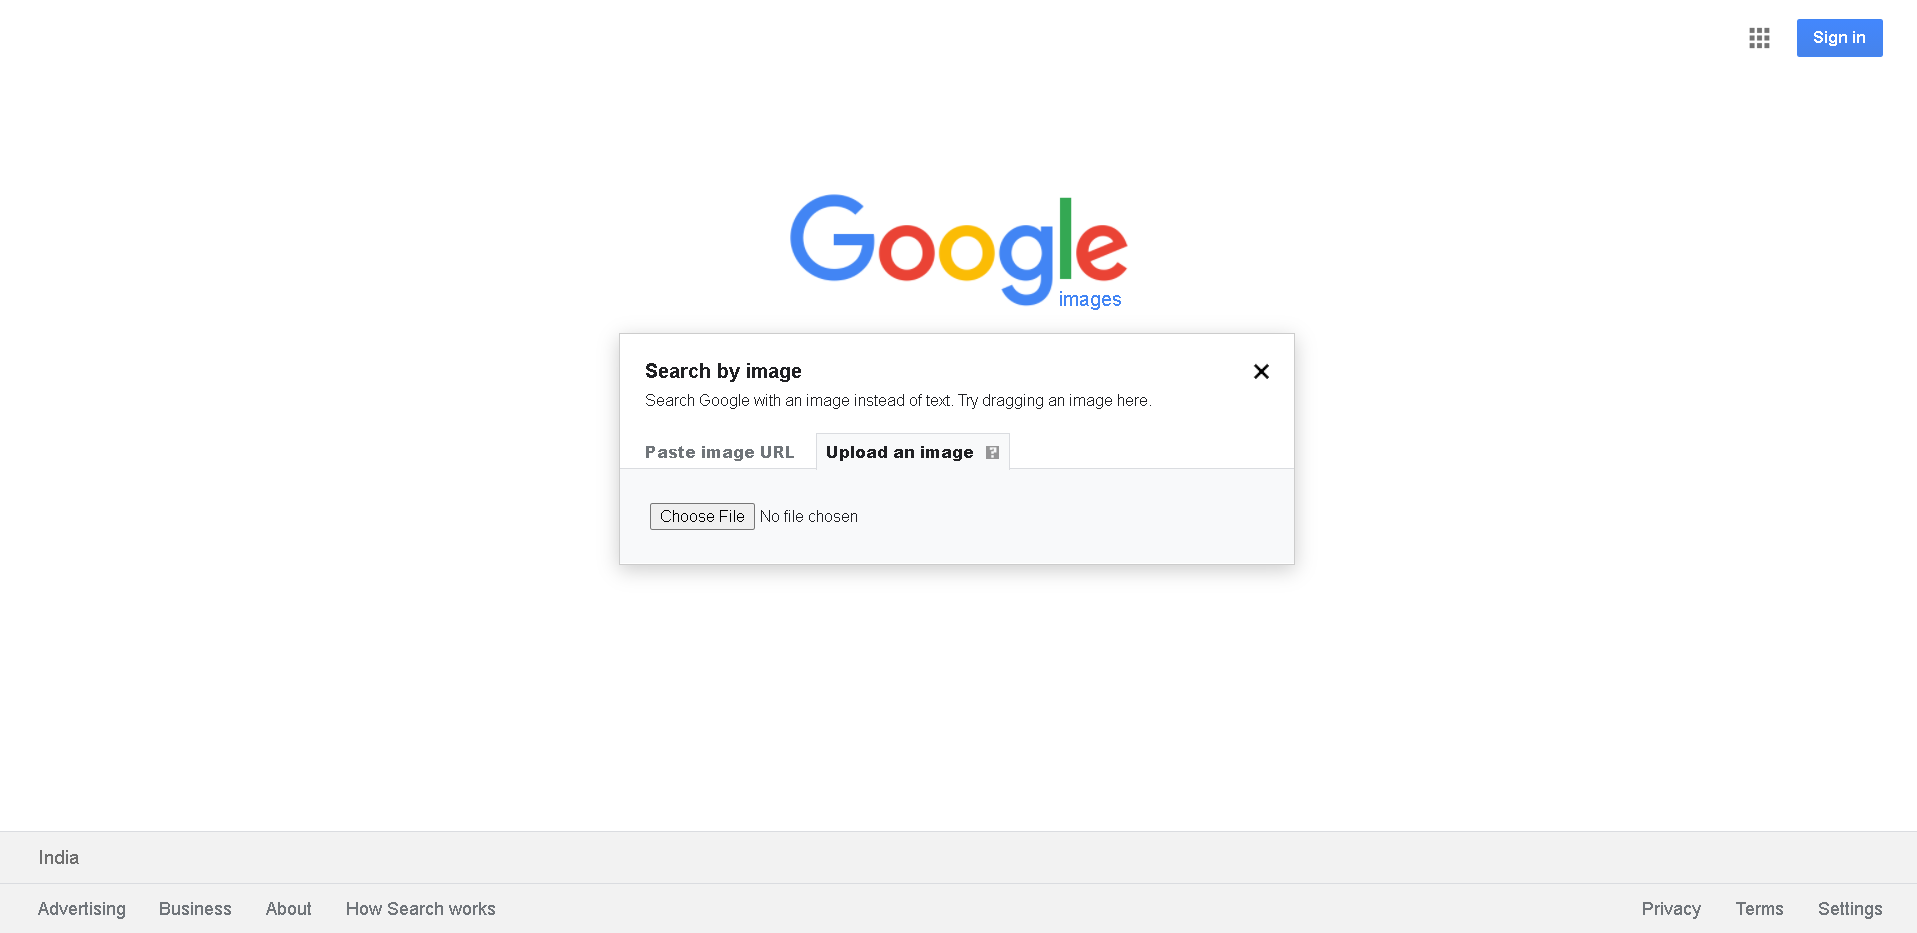 Sign in
Google
images
Search by image
Search Google with an image instead of text. Try dragging an image here.
Paste image URL Upload an image ?
Choose File No file chosen
India
Advertising Business About How Search works Privacy Terms Settings